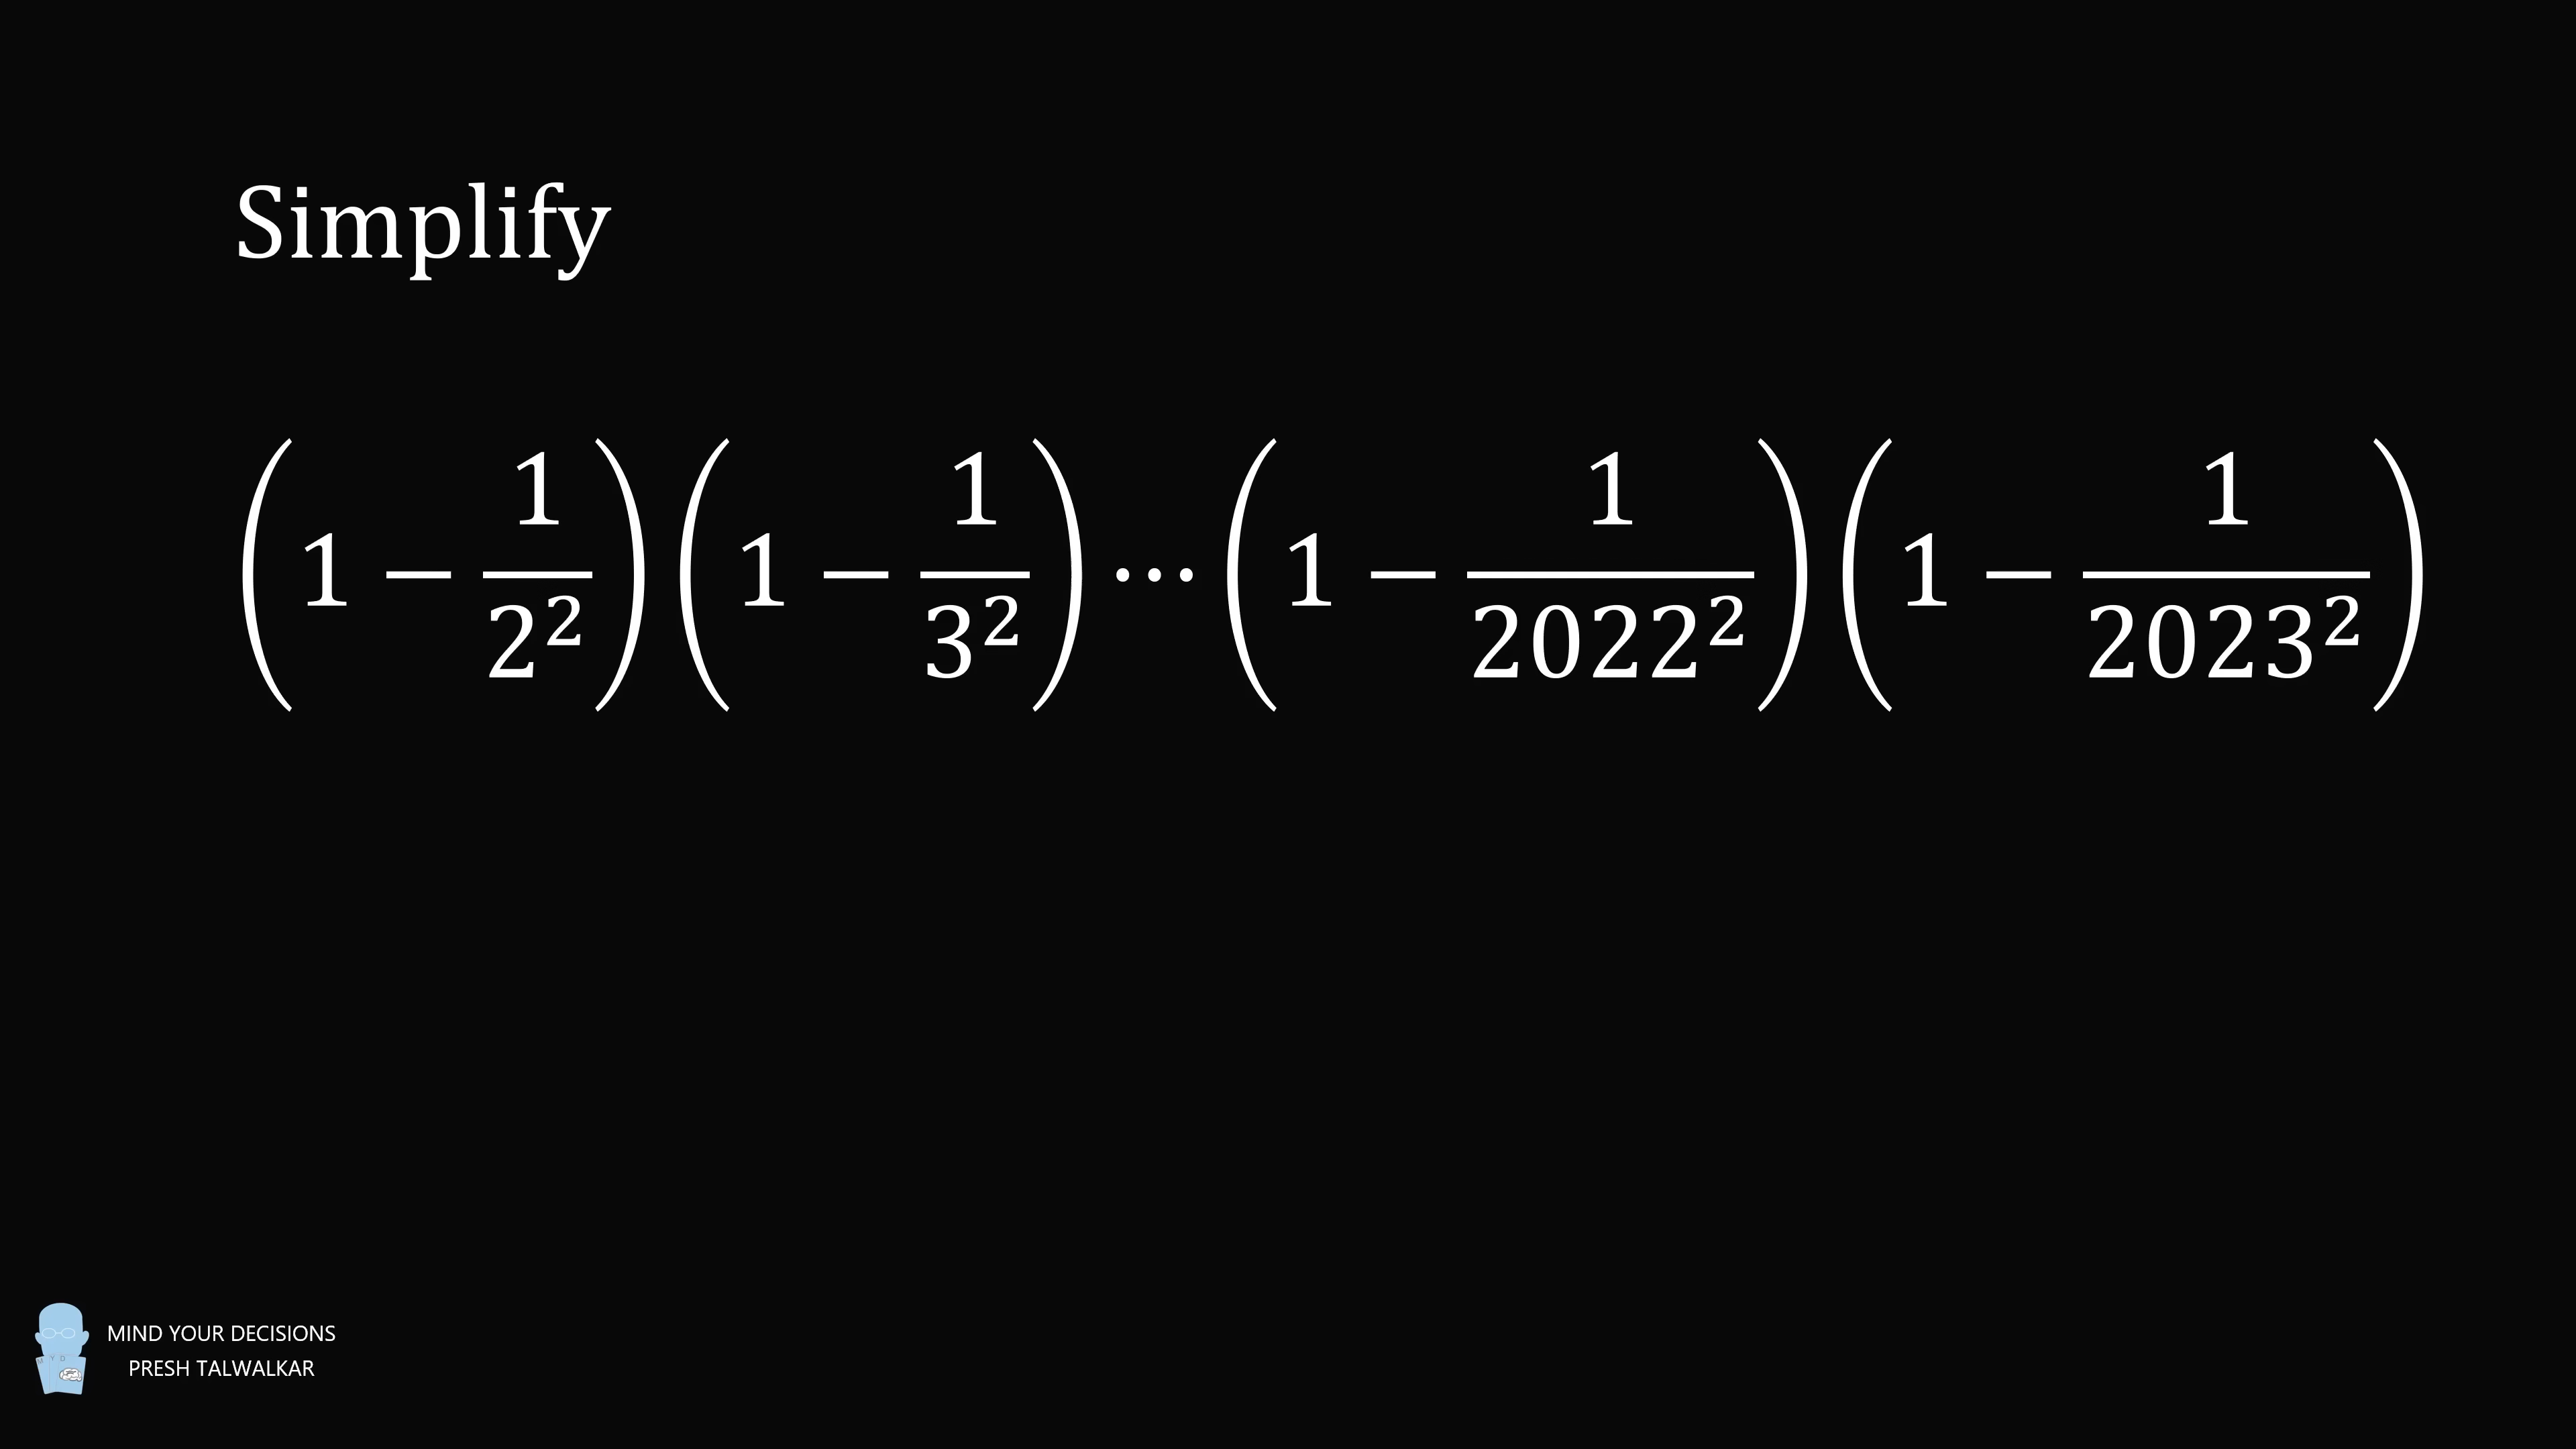 Simplify
(1 − 1/2²)(1 − 1/3²)⋯(1 − 1/2022²)(1 − 1/2023²)
MIND YOUR DECISIONS
PRESH TALWALKAR